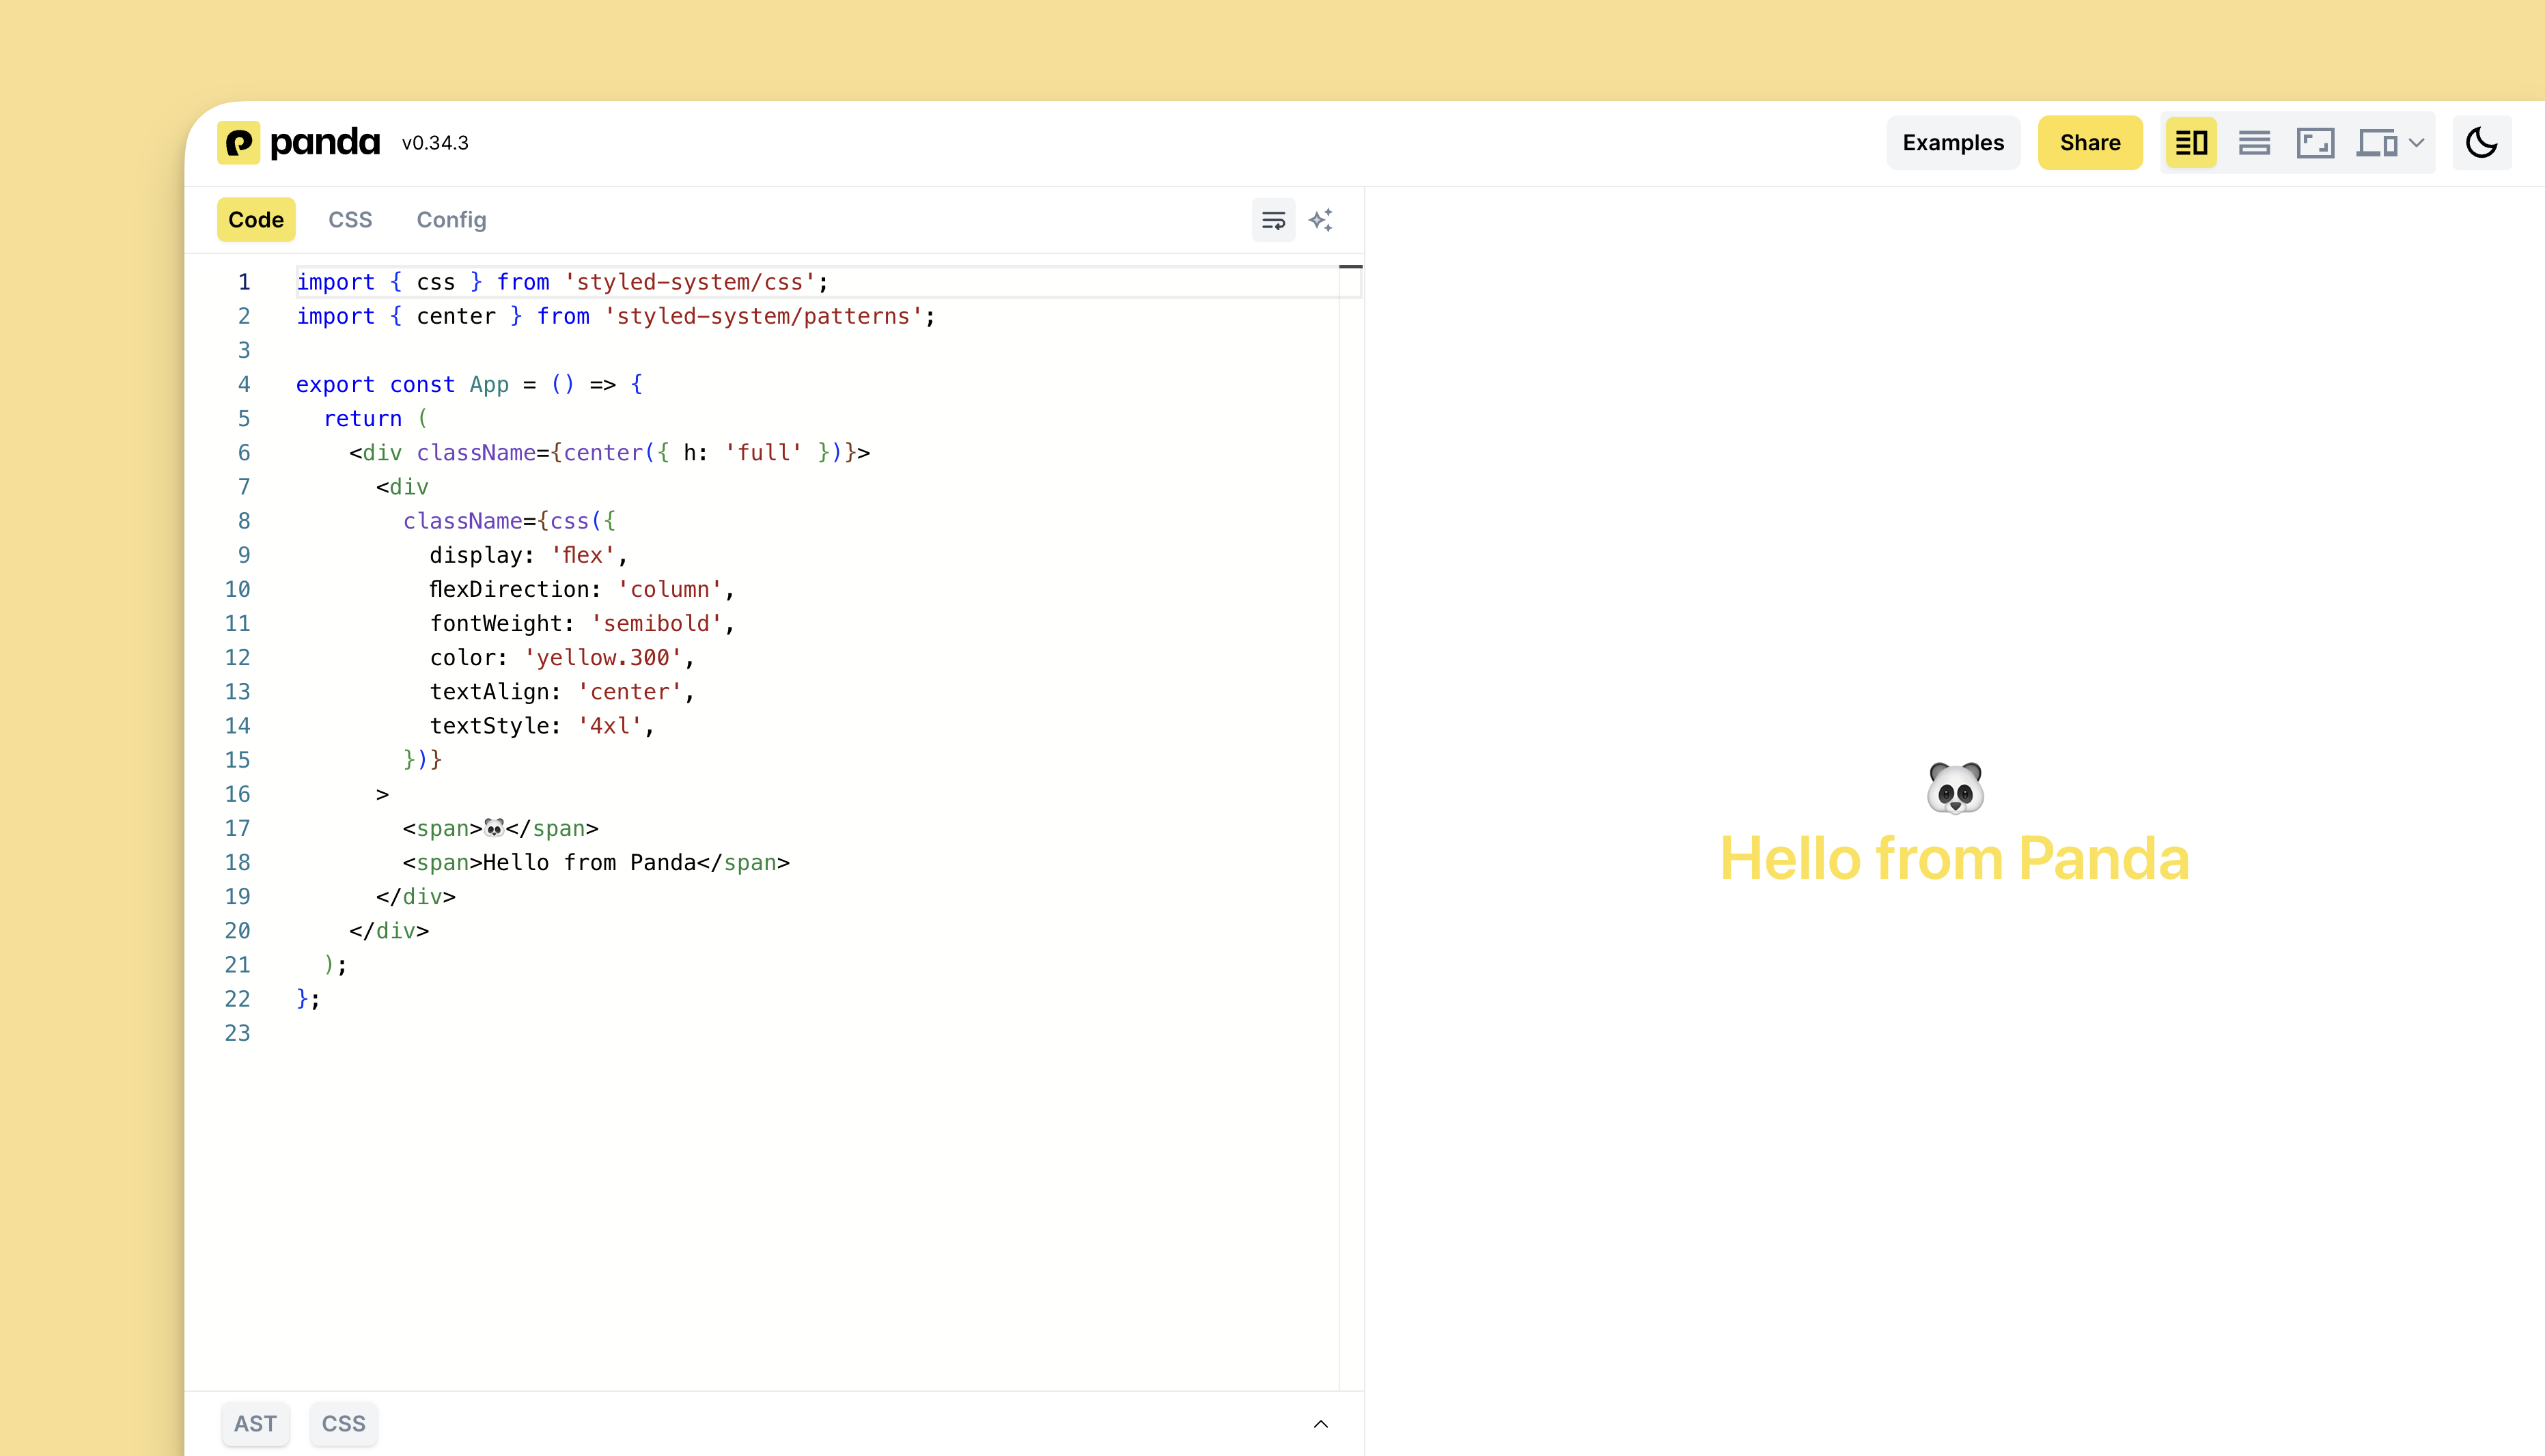 panda v0.34.3 Examples Share
Code CSS Config
1 import { css } from 'styled-system/css';
2 import { center } from 'styled-system/patterns';
3
4 export const App = () => {
5   return (
6     <div className={center({ h: 'full' })}>
7       <div
8         className={css({
9           display: 'flex',
10           flexDirection: 'column',
11           fontWeight: 'semibold',
12           color: 'yellow.300',
13           textAlign: 'center',
14           textStyle: '4xl',
15         })}
16       >
17         <span>🐼</span>
18         <span>Hello from Panda</span>
19       </div>
20     </div>
21   );
22 };
23
🐼
Hello from Panda
AST CSS